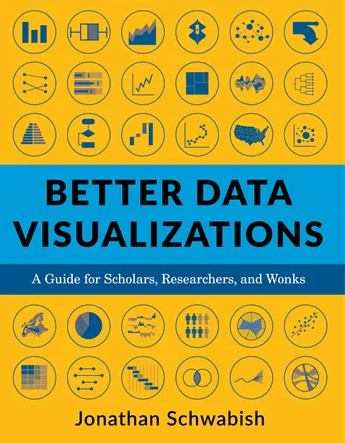 BETTER DATA
VISUALIZATIONS
A Guide for Scholars, Researchers, and Wonks
Jonathan Schwabish